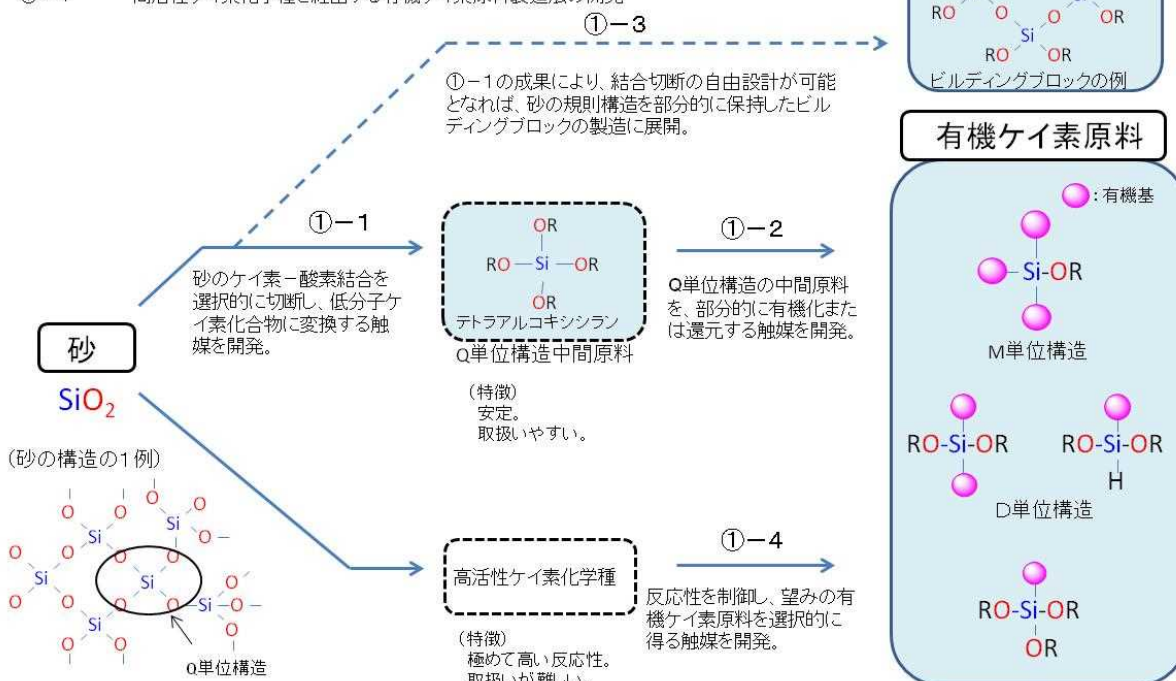 ①－3
①－1の成果により、結合切断の自由設計が可能
となれば、砂の規則構造を部分的に保持したビル
ディングブロックの製造に展開。
RO
O
O
OR
Si
RO
OR
ビルディングブロックの例
有機ケイ素原料
：有機基
Si-OR
M単位構造
RO-Si-OR
RO-Si-OR
H
D単位構造
RO-Si-OR
OR
①－1
砂のケイ素－酸素結合を
選択的に切断し、低分子ケ
イ素化合物に変換する触
媒を開発。
OR
RO－Si－OR
OR
テトラアルコキシシラン
Q単位構造中間原料
（特徴）
安定。
取扱いやすい。
①－2
Q単位構造の中間原料
を、部分的に有機化また
は還元する触媒を開発。
砂
SiO2
（砂の構造の1例）
O
O
O
O
Si
Si
O
O
O
O
O
Si
Si
O
O
O
O
Si
O
Si
O
O
O
Q単位構造
高活性ケイ素化学種
（特徴）
極めて高い反応性。
①－4
反応性を制御し、望みの有
機ケイ素原料を選択的に
得る触媒を開発。